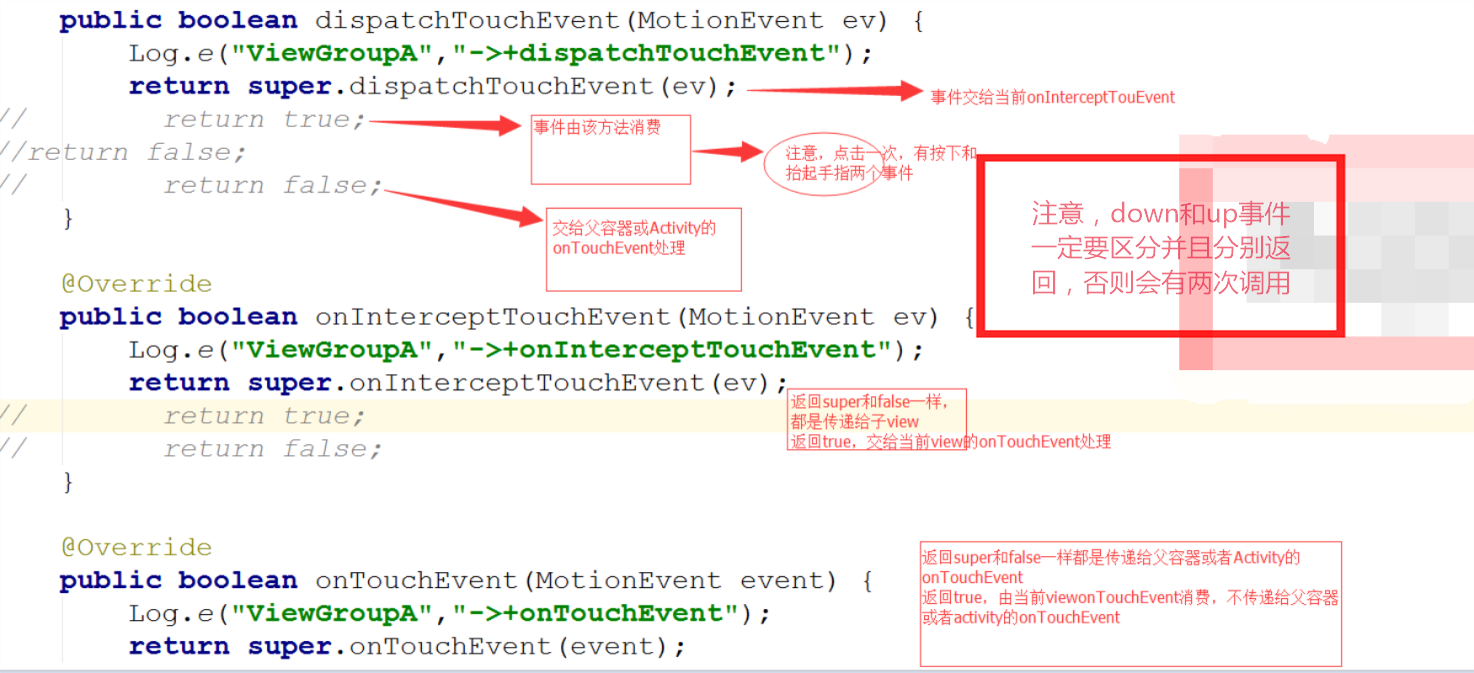 public boolean dispatchTouchEvent(MotionEvent ev) {
Log.e("ViewGroupA","->+dispatchTouchEvent");
return super.dispatchTouchEvent(ev);
事件交给当前onInterceptTouEvent
// return true;
事件由该方法消费
//return false;
注意，点击一次，有按下和
抬起手指两个事件
// return false;
交给父容器或Activity的
onTouchEvent处理
}
注意，down和up事件
一定要区分并且分别返
回，否则会有两次调用
@Override
public boolean onInterceptTouchEvent(MotionEvent ev) {
Log.e("ViewGroupA","->+onInterceptTouchEvent");
return super.onInterceptTouchEvent(ev);
返回super和false一样，
都是传递给子view
返回true，交给当前view的onTouchEvent处理
// return true;
// return false;
}
@Override
public boolean onTouchEvent(MotionEvent event) {
Log.e("ViewGroupA","->+onTouchEvent");
return super.onTouchEvent(event);
返回super和false一样都是传递给父容器或者Activity的
onTouchEvent
返回true，由当前viewonTouchEvent消费，不传递给父容器
或者activity的onTouchEvent